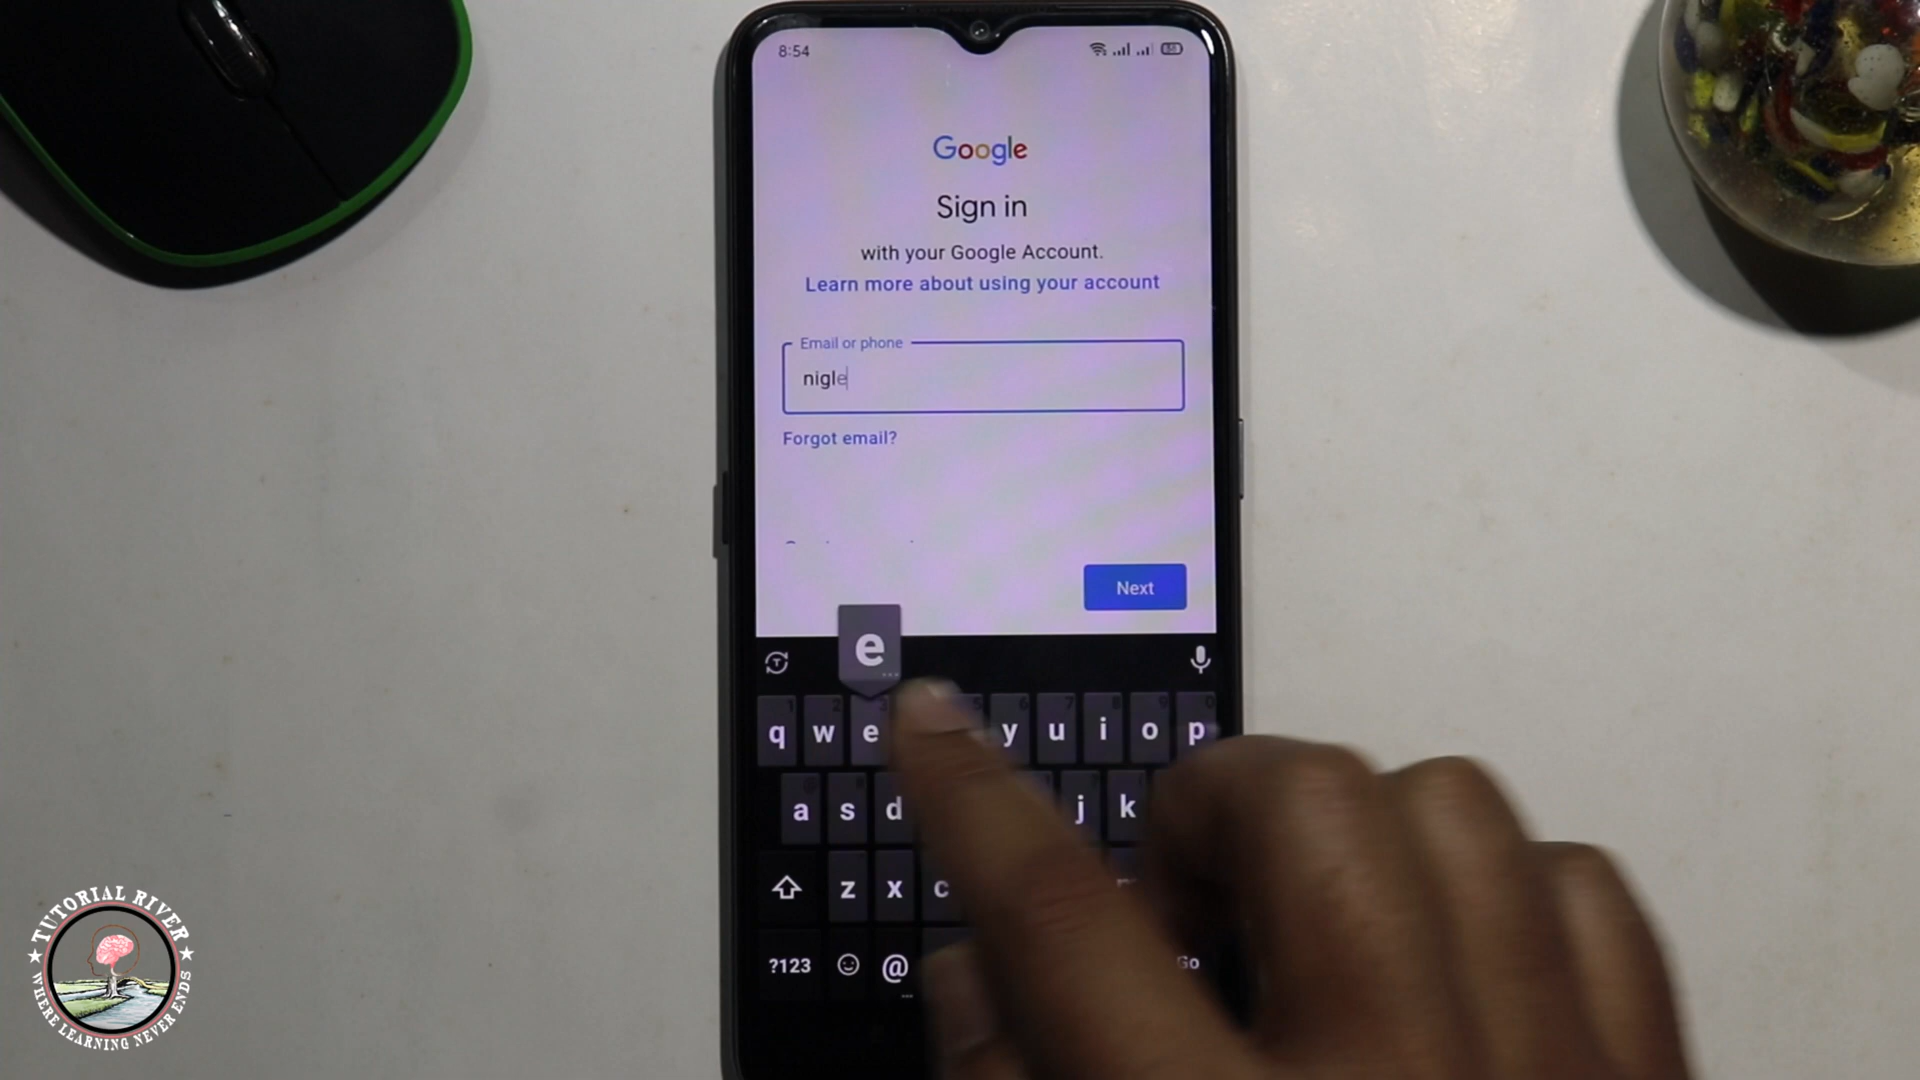 8:54
Google
Sign in
with your Google Account.
Learn more about using your account
Email or phone
nigle
Forgot email?
Next
e
q w e y u i o p
a s d j k
z x c
?123 @ Go
TUTORIAL RIVER
WHERE LEARNING NEVER ENDS